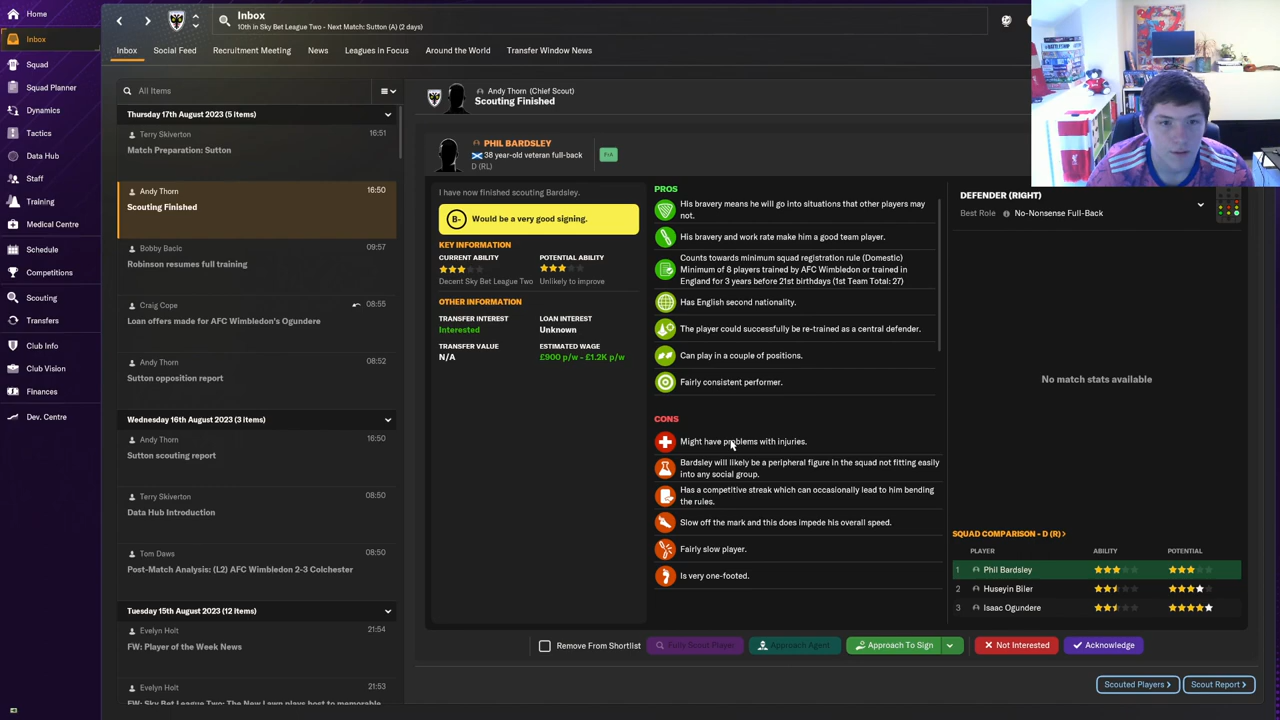 Home
Inbox
Squad
Squad Planner
Dynamics
Tactics
Data Hub
Staff
Training
Medical Centre
Schedule
Competitions
Scouting
Transfers
Club Info
Club Vision
Finances
Dev. Centre
Inbox
10th in Sky Bet League Two - Next Match: Sutton (A) (2 days)
Inbox
Social Feed
Recruitment Meeting
News
Leagues in Focus
Around the World
Transfer Window News
All Items
Thursday 17th August 2023 (5 items)
Terry Skiverton
16:51
Match Preparation: Sutton
Andy Thorn
16:50
Scouting Finished
Bobby Bacic
09:57
Robinson resumes full training
Craig Cope
08:55
Loan offers made for AFC Wimbledon's Ogundere
Andy Thorn
08:52
Sutton opposition report
Wednesday 16th August 2023 (3 items)
Andy Thorn
16:50
Sutton scouting report
Terry Skiverton
08:50
Data Hub Introduction
Tom Daws
08:50
Post-Match Analysis: (L2) AFC Wimbledon 2-3 Colchester
Tuesday 15th August 2023 (12 items)
Evelyn Holt
21:54
FW: Player of the Week News
Evelyn Holt
21:53
FW: Sky Bet League Two: The New Lawn plays host to memorable
Andy Thorn (Chief Scout)
Scouting Finished
PHIL BARDSLEY
38 year-old veteran full-back
D (RL)
FrA
I have now finished scouting Bardsley.
B-
Would be a very good signing.
KEY INFORMATION
CURRENT ABILITY
POTENTIAL ABILITY
Decent Sky Bet League Two
Unlikely to improve
OTHER INFORMATION
TRANSFER INTEREST
LOAN INTEREST
Interested
Unknown
TRANSFER VALUE
ESTIMATED WAGE
N/A
£900 p/w - £1.2K p/w
PROS
His bravery means he will go into situations that other players may
not.
His bravery and work rate make him a good team player.
Counts towards minimum squad registration rule (Domestic)
Minimum of 8 players trained by AFC Wimbledon or trained in
England for 3 years before 21st birthdays (1st Team Total: 27)
Has English second nationality.
The player could successfully be re-trained as a central defender.
Can play in a couple of positions.
Fairly consistent performer.
CONS
Might have problems with injuries.
Bardsley will likely be a peripheral figure in the squad not fitting easily
into any social group.
Has a competitive streak which can occasionally lead to him bending
the rules.
Slow off the mark and this does impede his overall speed.
Fairly slow player.
Is very one-footed.
DEFENDER (RIGHT)
Best Role
No-Nonsense Full-Back
No match stats available
SQUAD COMPARISON - D (R)
PLAYER
ABILITY
POTENTIAL
1
Phil Bardsley
2
Huseyin Biler
3
Isaac Ogundere
Remove From Shortlist
Fully Scout Player
Approach Agent
Approach To Sign
Not Interested
Acknowledge
Scouted Players
Scout Report